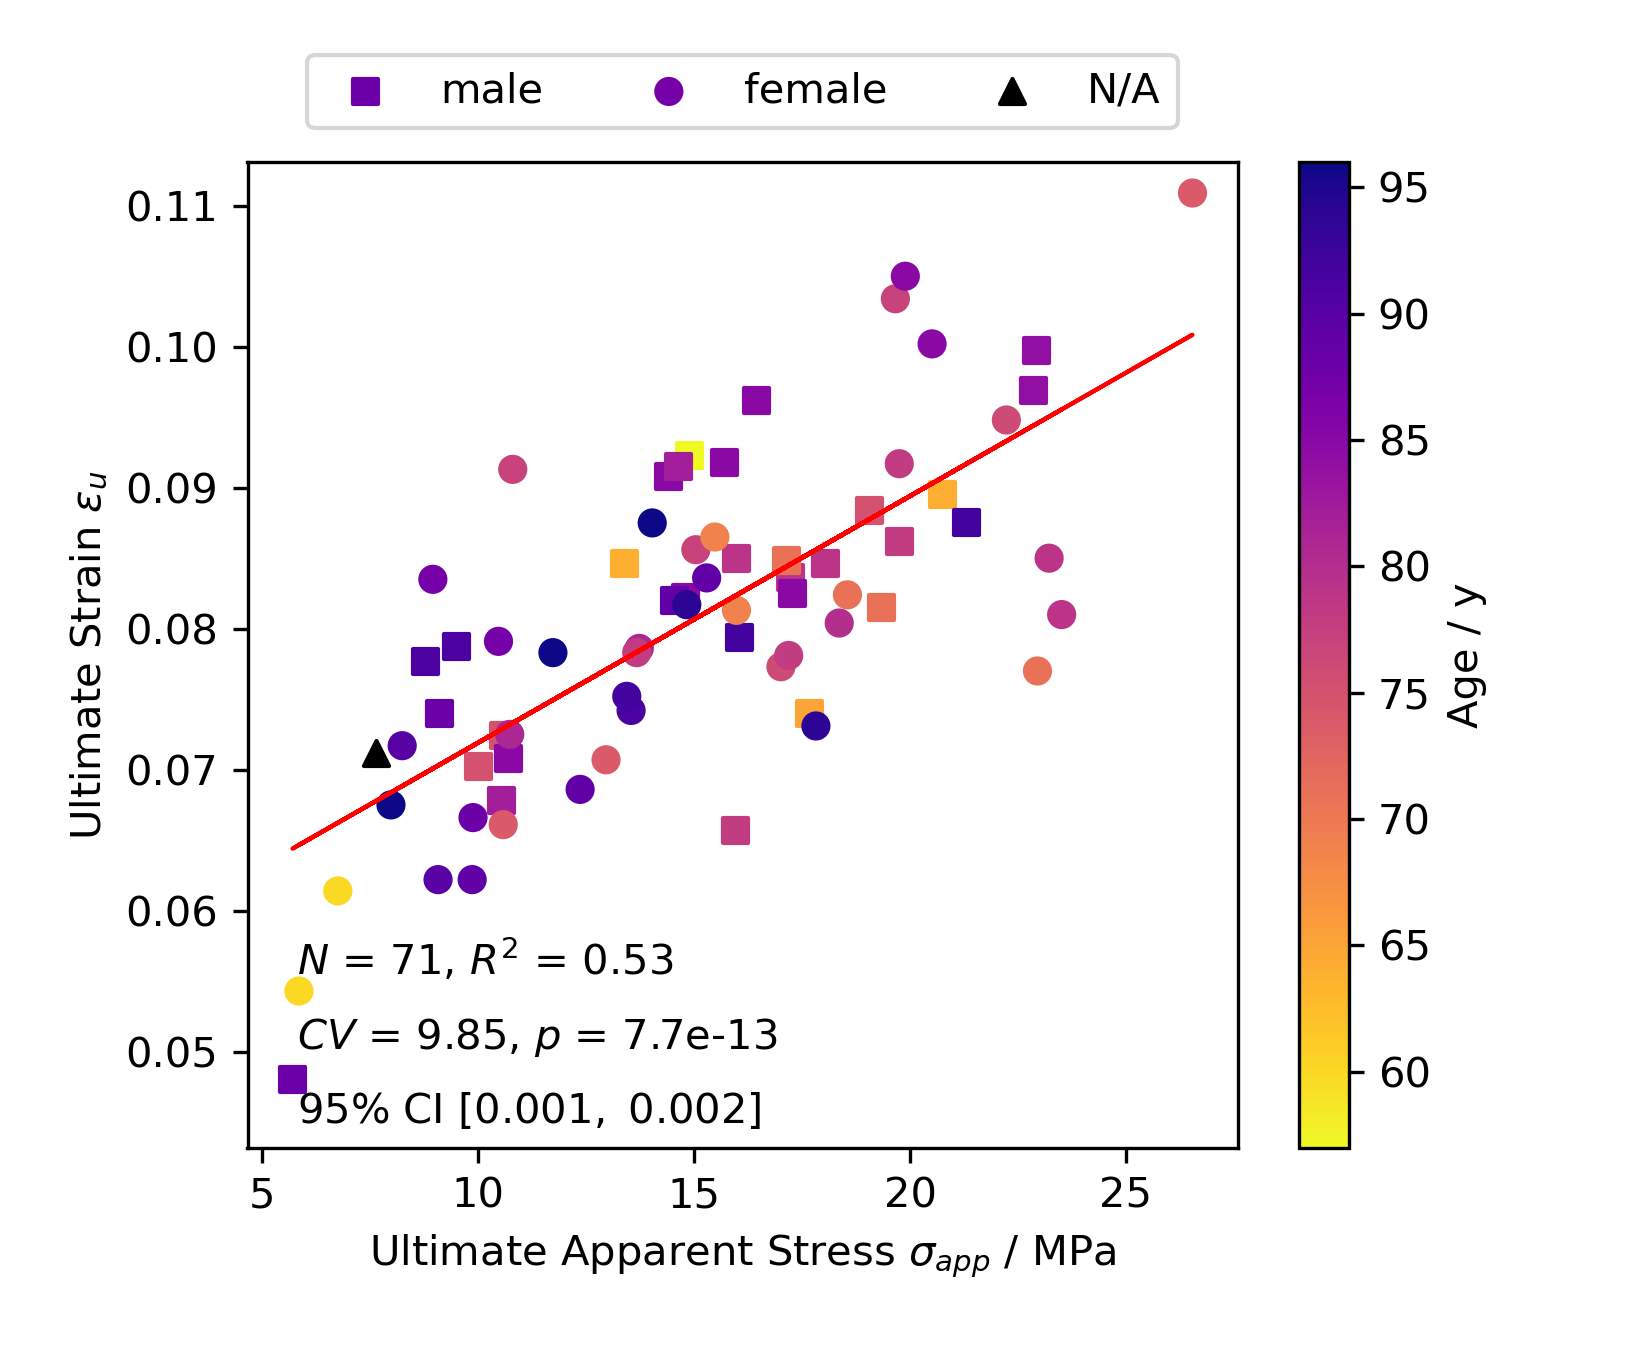 male female N/A
0.11
0.10
0.09
0.08
0.07
0.06
0.05
Ultimate Strain εu
N = 71, R² = 0.53
CV = 9.85, p = 7.7e-13
95% CI [0.001, 0.002]
5 10 15 20 25
Ultimate Apparent Stress σapp / MPa
95
90
85
80
75
70
65
60
Age / y